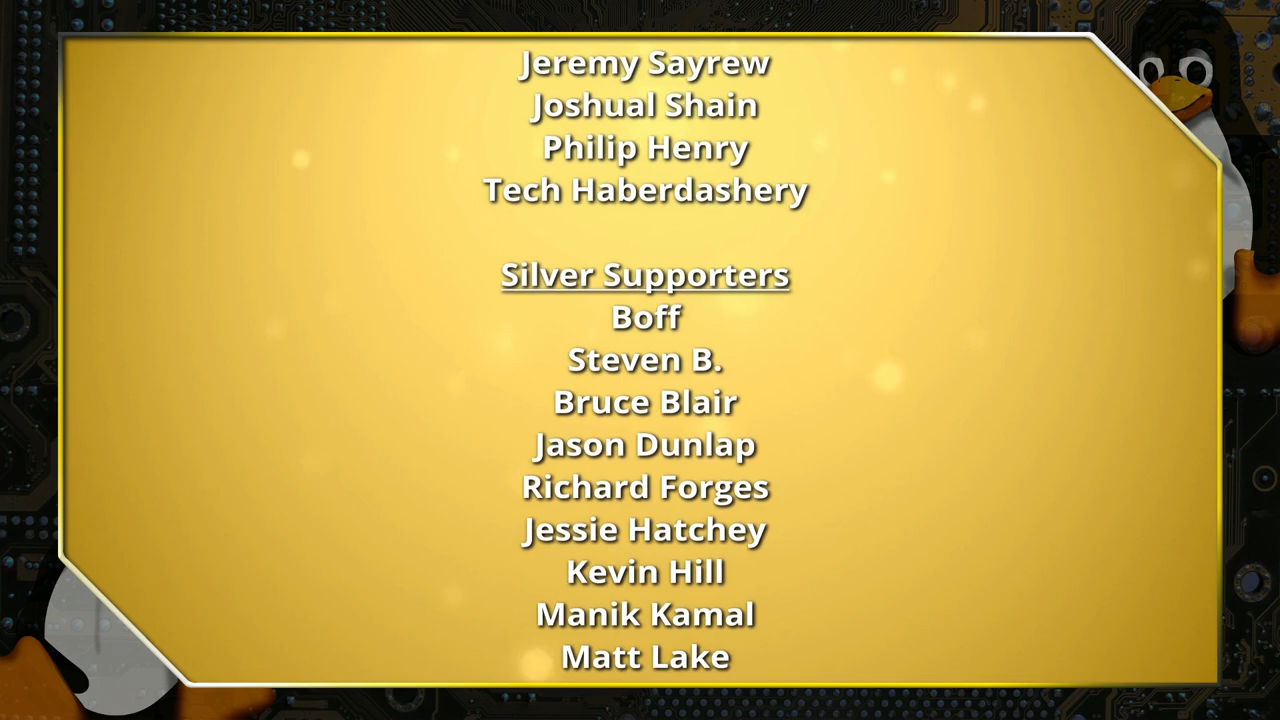 Jeremy Sayrew
Joshual Shain
Philip Henry
Tech Haberdashery
Silver Supporters
Boff
Steven B.
Bruce Blair
Jason Dunlap
Richard Forges
Jessie Hatchey
Kevin Hill
Manik Kamal
Matt Lake